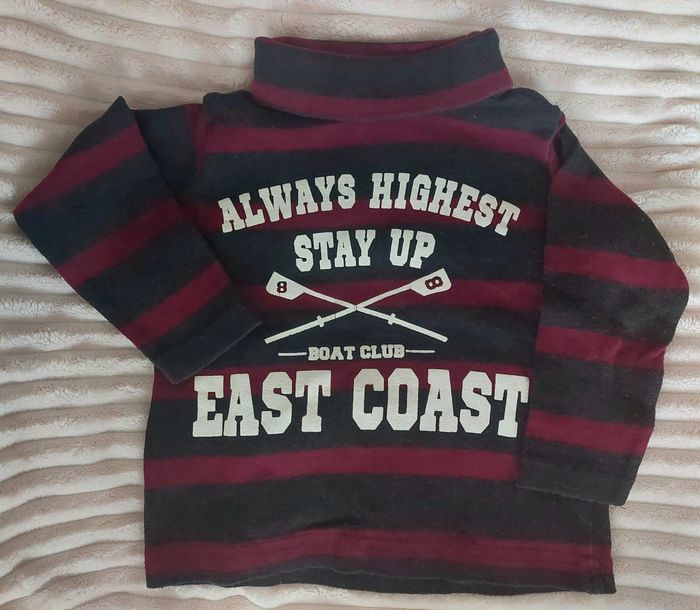 ALWAYS HIGHEST
STAY UP
8 8
BOAT CLUB
EAST COAST